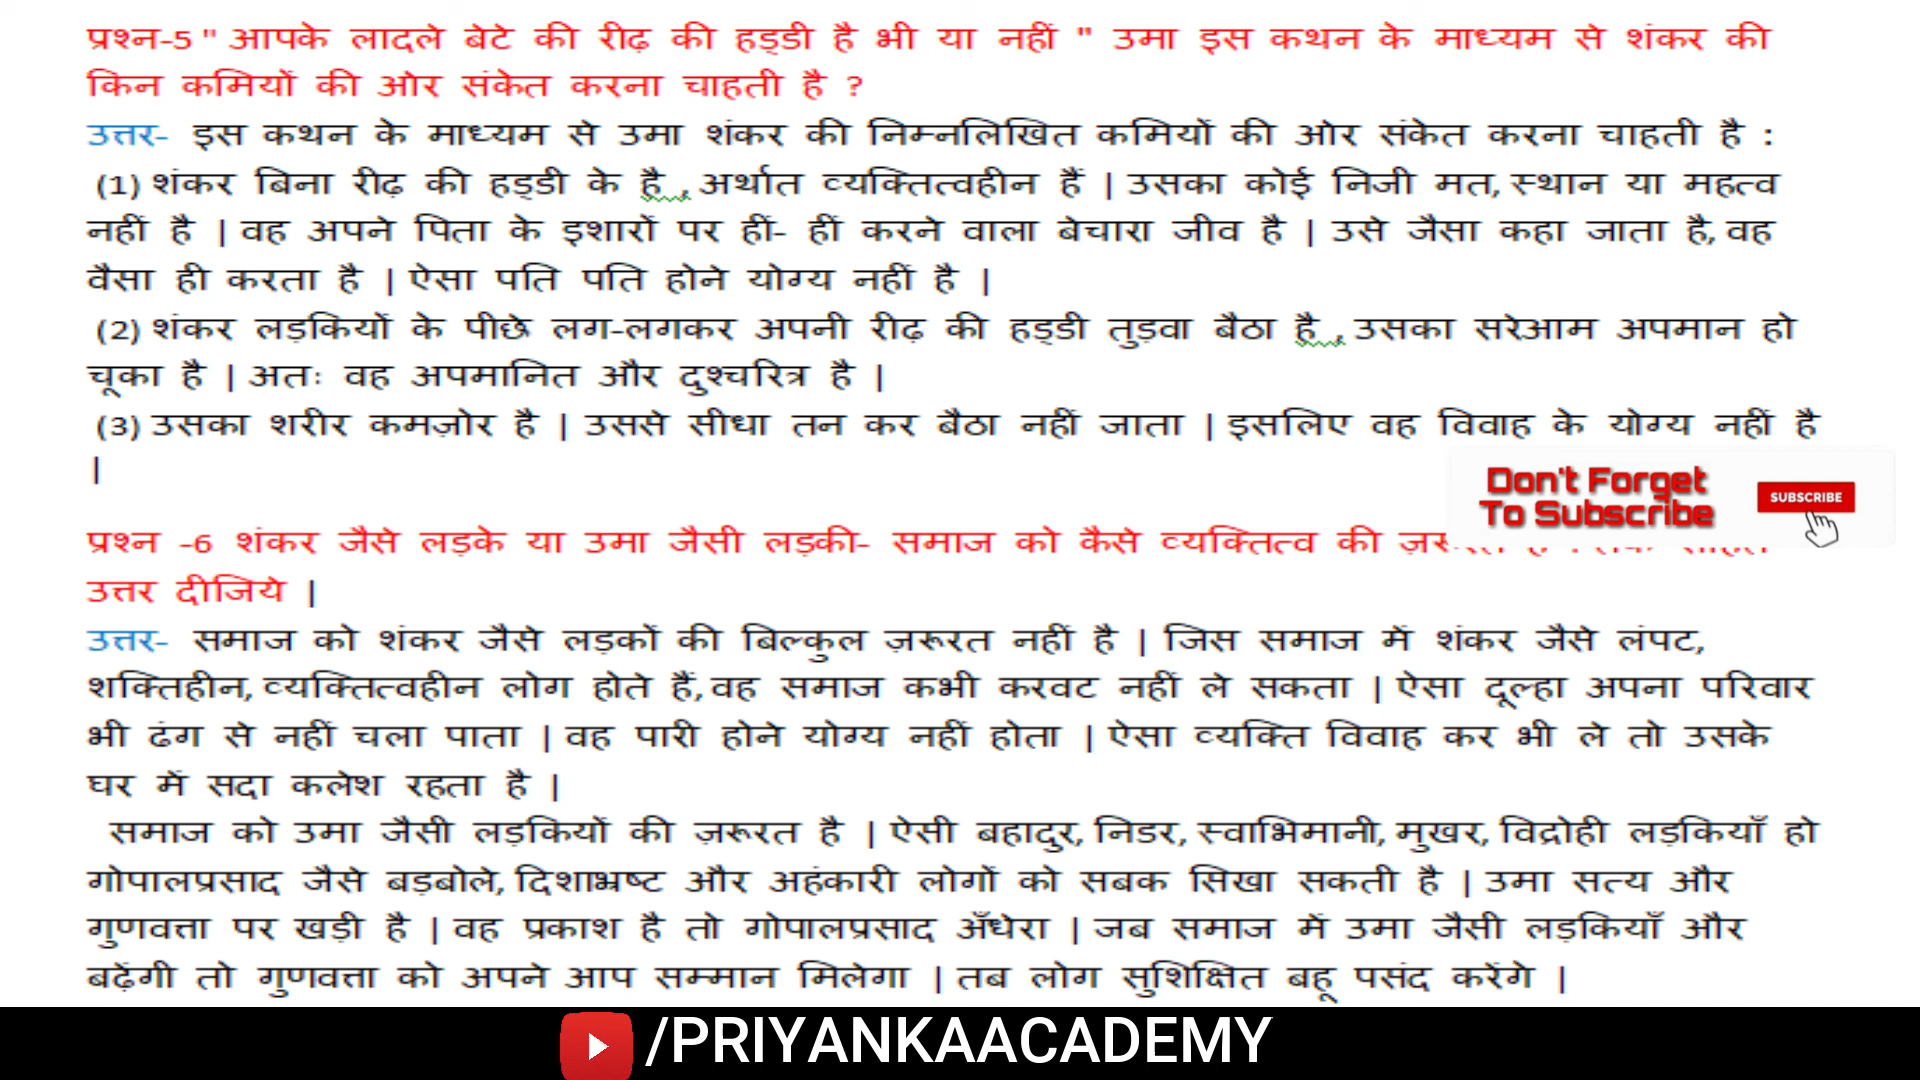 प्रश्न-5 " आपके लादले बेटे की रीढ़ की हड्डी है भी या नहीं " उमा इस कथन के माध्यम से शंकर की
किन कमियों की ओर संकेत करना चाहती है ?
उत्तर- इस कथन के माध्यम से उमा शंकर की निम्नलिखित कमियों की ओर संकेत करना चाहती है :
(1) शंकर बिना रीढ़ की हड्डी के है , अर्थात व्यक्तित्वहीन हैं | उसका कोई निजी मत, स्थान या महत्व
नहीं है | वह अपने पिता के इशारों पर हीं- हीं करने वाला बेचारा जीव है | उसे जैसा कहा जाता है, वह
वैसा ही करता है | ऐसा पति पति होने योग्य नहीं है |
(2) शंकर लड़कियों के पीछे लग-लगकर अपनी रीढ़ की हड्डी तुड़वा बैठा है , उसका सरेआम अपमान हो
चूका है | अतः वह अपमानित और दुश्चरित्र है |
(3) उसका शरीर कमज़ोर है | उससे सीधा तन कर बैठा नहीं जाता | इसलिए वह विवाह के योग्य नहीं है
|
Don't Forget
To Subscribe
SUBSCRIBE
प्रश्न -6 शंकर जैसे लड़के या उमा जैसी लड़की- समाज को कैसे व्यक्तित्व की
उत्तर दीजिये |
उत्तर- समाज को शंकर जैसे लड़कों की बिल्कुल ज़रूरत नहीं है | जिस समाज में शंकर जैसे लंपट,
शक्तिहीन, व्यक्तित्वहीन लोग होते हैं, वह समाज कभी करवट नहीं ले सकता | ऐसा दूल्हा अपना परिवार
भी ढंग से नहीं चला पाता | वह पारी होने योग्य नहीं होता | ऐसा व्यक्ति विवाह कर भी ले तो उसके
घर में सदा कलेश रहता है |
समाज को उमा जैसी लड़कियों की ज़रूरत है | ऐसी बहादुर, निडर, स्वाभिमानी, मुखर, विद्रोही लड़कियाँ हो
गोपालप्रसाद जैसे बड़बोले, दिशाभ्रष्ट और अहंकारी लोगों को सबक सिखा सकती है | उमा सत्य और
गुणवत्ता पर खड़ी है | वह प्रकाश है तो गोपालप्रसाद अँधेरा | जब समाज में उमा जैसी लड़कियाँ और
बढ़ेंगी तो गुणवत्ता को अपने आप सम्मान मिलेगा | तब लोग सुशिक्षित बहू पसंद करेंगे |
/PRIYANKAACADEMY